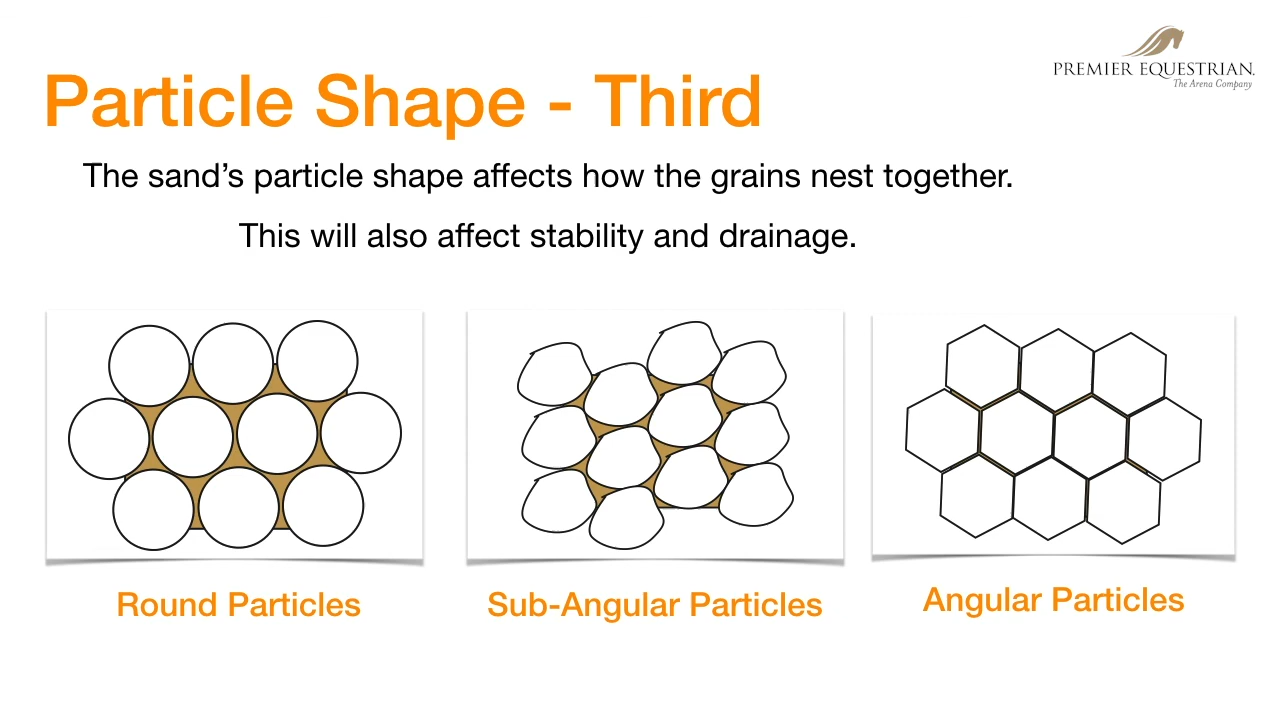 PREMIER EQUESTRIAN.
The Arena Company
Particle Shape - Third
The sand’s particle shape affects how the grains nest together.
This will also affect stability and drainage.
Round Particles
Sub-Angular Particles
Angular Particles